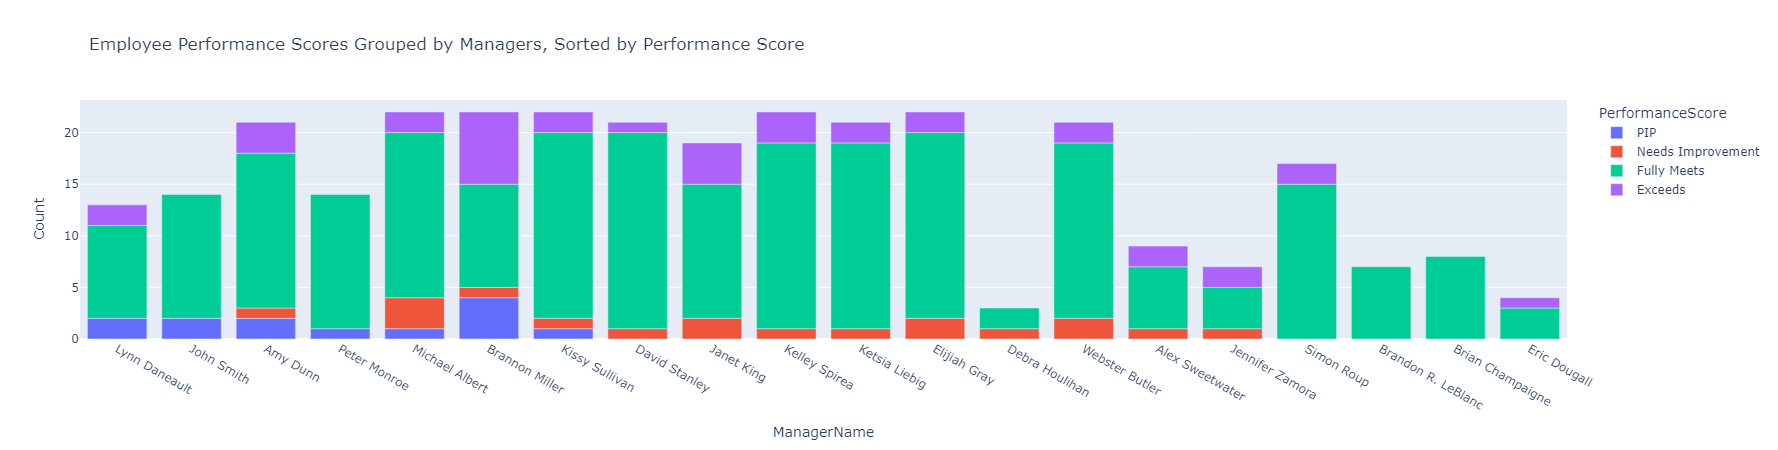 Employee Performance Scores Grouped by Managers, Sorted by Performance Score
PerformanceScore
PIP
Needs Improvement
Fully Meets
Exceeds
Count
20
15
10
5
0
Lynn Daneault
John Smith
Amy Dunn
Peter Monroe
Michael Albert
Brannon Miller
Kissy Sullivan
David Stanley
Janet King
Kelley Spirea
Ketsia Liebig
Elijiah Gray
Debra Houlihan
Webster Butler
Alex Sweetwater
Jennifer Zamora
Simon Roup
Brandon R. LeBlanc
Brian Champaigne
Eric Dougall
ManagerName